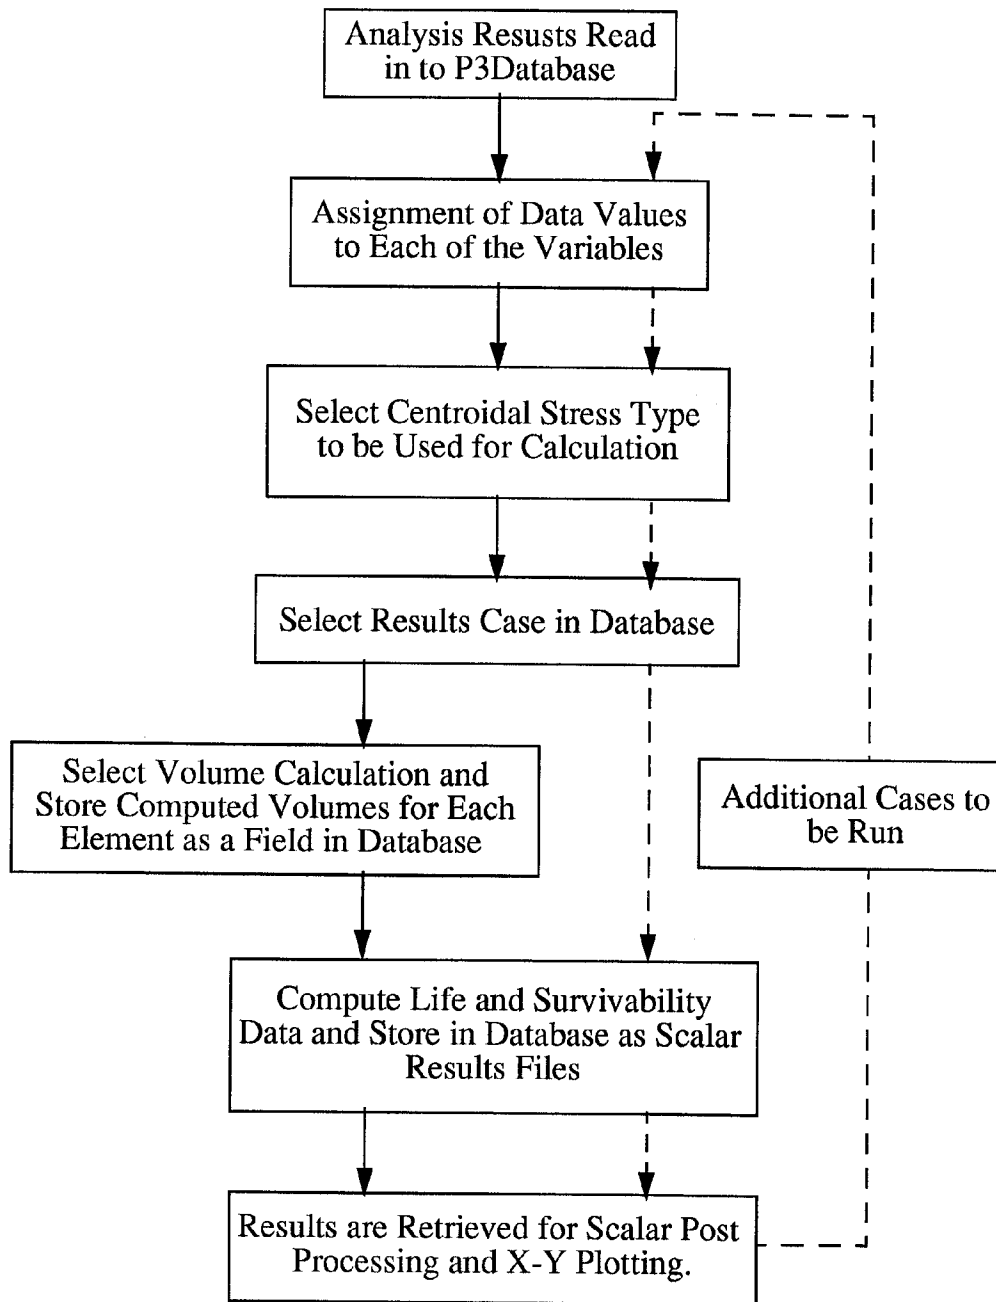 Analysis Resusts Read
in to P3Database
Assignment of Data Values
to Each of the Variables
Select Centroidal Stress Type
to be Used for Calculation
Select Results Case in Database
Select Volume Calculation and
Store Computed Volumes for Each
Element as a Field in Database
Additional Cases to
be Run
Compute Life and Survivability
Data and Store in Database as Scalar
Results Files
Results are Retrieved for Scalar Post
Processing and X-Y Plotting.